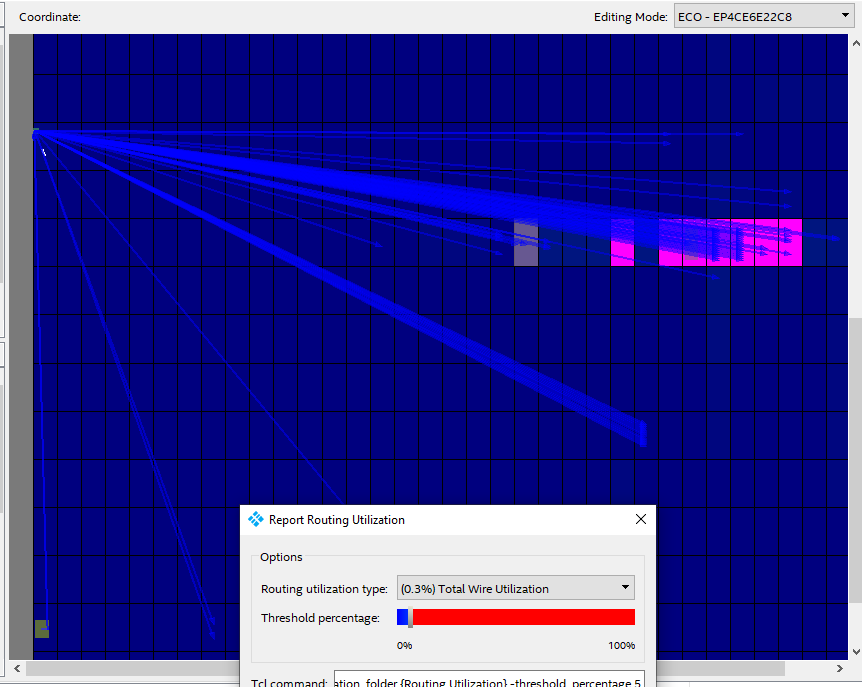 Coordinate:
Editing Mode: ECO - EP4CE6E22C8
Report Routing Utilization
Options
Routing utilization type: (0.3%) Total Wire Utilization
Threshold percentage:
0% 100%
Tcl command: ation_folder {Routing Utilization} -threshold_percentage 5